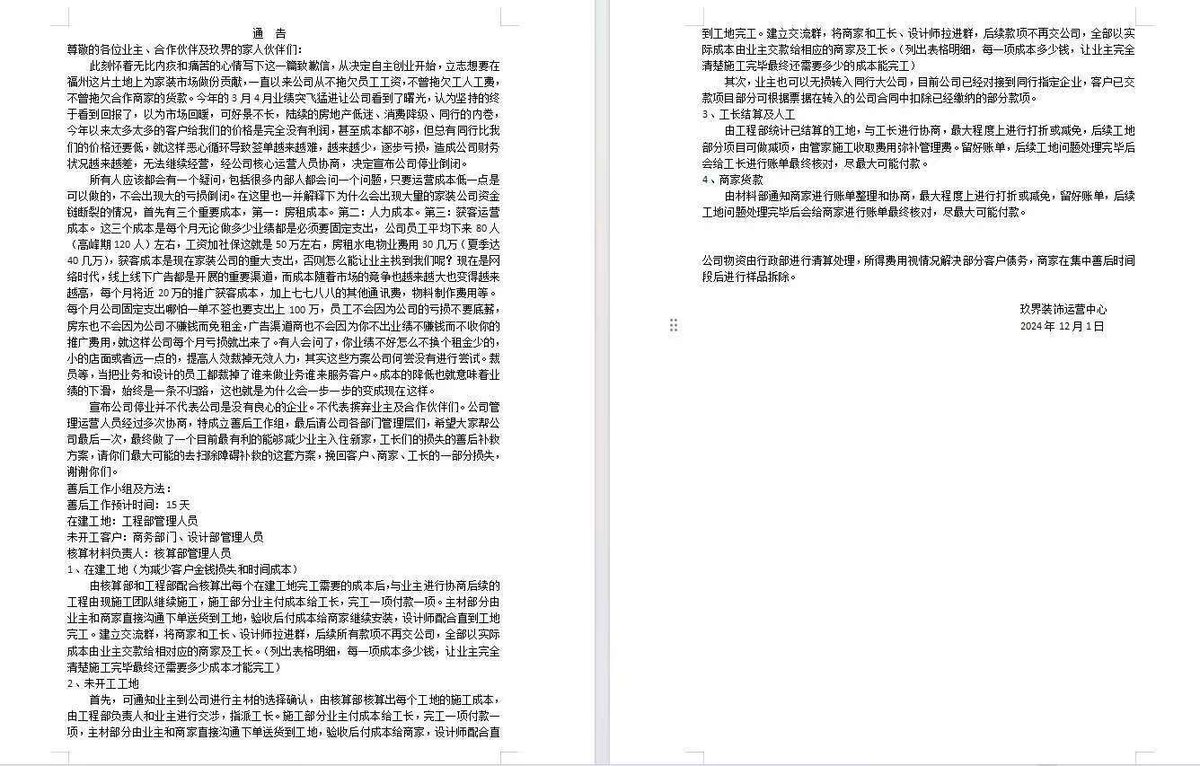 通 告
尊敬的各位业主、合作伙伴及玖界的家人伙伴们：
此刻怀着无比内疚和痛苦的心情写下这一篇致歉信，从决定自主创业开始，立志想要在
福州这片土地上为家装市场做份贡献，一直以来公司从不拖欠员工工资，不曾拖欠工人工费，
不曾拖欠合作商家的货款。今年的3月4月业绩突飞猛进让公司看到了曙光，认为坚持的终
于看到回报了，以为市场回暖，可好景不长，陆续的房地产低迷、消费降级、同行的内卷，
今年以来太多太多的客户给我们的价格是完全没有利润，甚至成本都不够，但总有同行比我
们的价格还要低，就这样恶心循环导致签单越来越难，越来越少，逐步亏损，造成公司财务
状况越来越差，无法继续经营，经公司核心运营人员协商，决定宣布公司停业倒闭。
所有人应该都会有一个疑问，包括很多内部人都会问一个问题，只要运营成本低一点是
可以做的，不会出现大的亏损倒闭。在这里也一并解释下为什么会出现大量的家装公司资金
链断裂的情况，首先有三个重要成本，第一：房租成本。第二：人力成本。第三：获客运营
成本。这三个成本是每个月无论做多少业绩都是必须要固定支出，公司员工平均下来80人
（高峰期120人）左右，工资加社保这就是50万左右，房租水电物业费用30几万（夏季达
40几万），获客成本是现在家装公司的重大支出，否则怎么能让业主找到我们呢？现在是网
络时代，线上线下广告都是开展的重要渠道，而成本随着市场的竞争也越来越大也变得越来
越高，每个月将近20万的推广获客成本，加上七七八八的其他通讯费，物料制作费用等。
每个月公司固定支出哪怕一单不签也要支出上100万，员工不会因为公司的亏损不要底薪，
房东也不会因为公司不赚钱而免租金，广告渠道商也不会因为你不出业绩不赚钱而不收你的
推广费用，就这样公司每个月亏损就出来了。有人会问了，你业绩不好怎么不换个租金少的，
小的店面或者远一点的，提高人效裁掉无效人力，其实这些方案公司何尝没有进行尝试。裁
员等，当把业务和设计的员工都裁掉了谁来做业务谁来服务客户。成本的降低也就意味着业
绩的下滑，始终是一条不归路，这也就是为什么会一步一步的变成现在这样。
宣布公司停业并不代表公司是没有良心的企业。不代表摈弃业主及合作伙伴们。公司管
理运营人员经过多次协商，特成立善后工作组，最后请公司各部门管理层们，希望大家帮公
司最后一次，最终做了一个目前最有利的能够减少业主入住新家，工长们的损失的善后补救
方案，请你们最大可能的去扫除障碍补救的这套方案，挽回客户、商家、工长的一部分损失，
谢谢你们。
善后工作小组及方法：
善后工作预计时间：15天
在建工地：工程部管理人员
未开工客户：商务部门、设计部管理人员
核算材料负责人：核算部管理人员
1、在建工地（为减少客户金钱损失和时间成本）
由核算部和工程部配合核算出每个在建工地完工需要的成本后，与业主进行协商后续的
工程由现施工团队继续施工，施工部分业主付成本给工长，完工一项付款一项。主材部分由
业主和商家直接沟通下单送货到工地，验收后付成本给商家继续安装，设计师配合直到工地
完工。建立交流群，将商家和工长、设计师拉进群，后续所有款项不再交公司，全部以实际
成本由业主交款给相对应的商家及工长。（列出表格明细，每一项成本多少钱，让业主完全
清楚施工完毕最终还需要多少成本才能完工）
2、未开工工地
首先，可通知业主到公司进行主材的选择确认，由核算部核算出每个工地的施工成本，
由工程部负责人和业主进行交涉，指派工长。施工部分业主付成本给工长，完工一项付款一
项，主材部分由业主和商家直接沟通下单送货到工地，验收后付成本给商家，设计师配合直
到工地完工。建立交流群，将商家和工长、设计师拉进群，后续款项不再交公司，全部以实
际成本由业主交款给相应的商家及工长。（列出表格明细，每一项成本多少钱，让业主完全
清楚施工完毕最终还需要多少的成本能完工）
其次，业主也可以无损转入同行大公司，目前公司已经对接到同行指定企业，客户已交
款项目部分可根据票据在转入的公司合同中扣除已经缴纳的部分款项。
3、工长结算及人工
由工程部统计已结算的工地，与工长进行协商，最大程度上进行打折或减免，后续工地
部分项目可做减项，由管家施工收取费用弥补管理费。留好账单，后续工地问题处理完毕后
会给工长进行账单最终核对，尽最大可能付款。
4、商家货款
由材料部通知商家进行账单整理和协商，最大程度上进行打折或减免，留好账单，后续
工地问题处理完毕后会给商家进行账单最终核对，尽最大可能付款。
公司物资由行政部进行清算处理，所得费用视情况解决部分客户债务，商家在集中善后时间
段后进行样品拆除。
玖界装饰运营中心
2024年12月1日